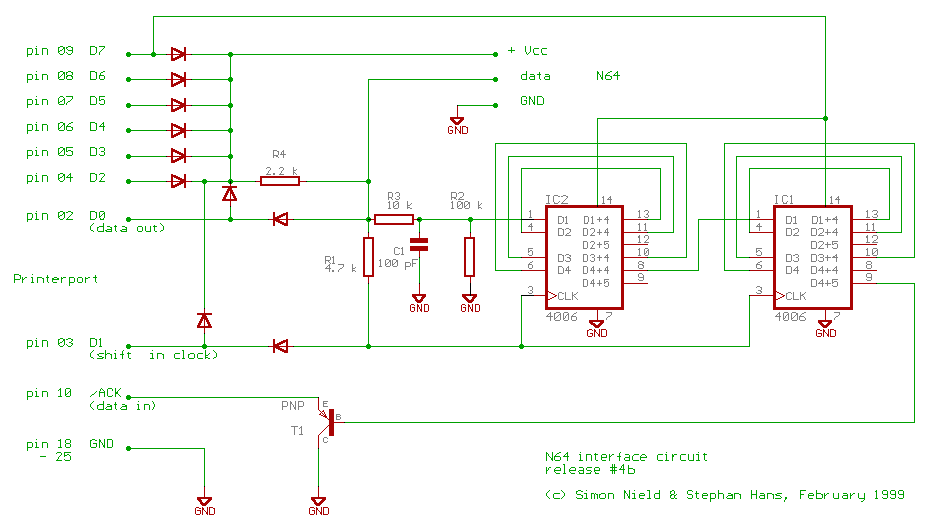 pin 09 D7
+ Vcc
pin 08 D6
data N64
pin 07 D5
GND
pin 06 D4
GND
pin 05 D3
R4
2.2 k
pin 04 D2
R3
10 k
R2
100 k
IC2
14
IC1
14
pin 02 D0
(data out)
1 D1 D1+4 13
4 D2 D2+4 11
D2+5 12
5 D3 D3+4 10
6 D4 D4+4 8
D4+5 9
3 CLK
4006
7
GND
1 D1 D1+4 13
4 D2 D2+4 11
D2+5 12
5 D3 D3+4 10
6 D4 D4+4 8
D4+5 9
3 CLK
4006
7
GND
R1
4.7 k
C1
100 pF
GND
GND
Printerport
pin 03 D1
(shift in clock)
pin 10 /ACK
(data in)
PNP
T1
E
B
C
pin 18 GND
- 25
GND
GND
N64 interface circuit
release #4b
(c) Simon Nield & Stephan Hans, February 1999